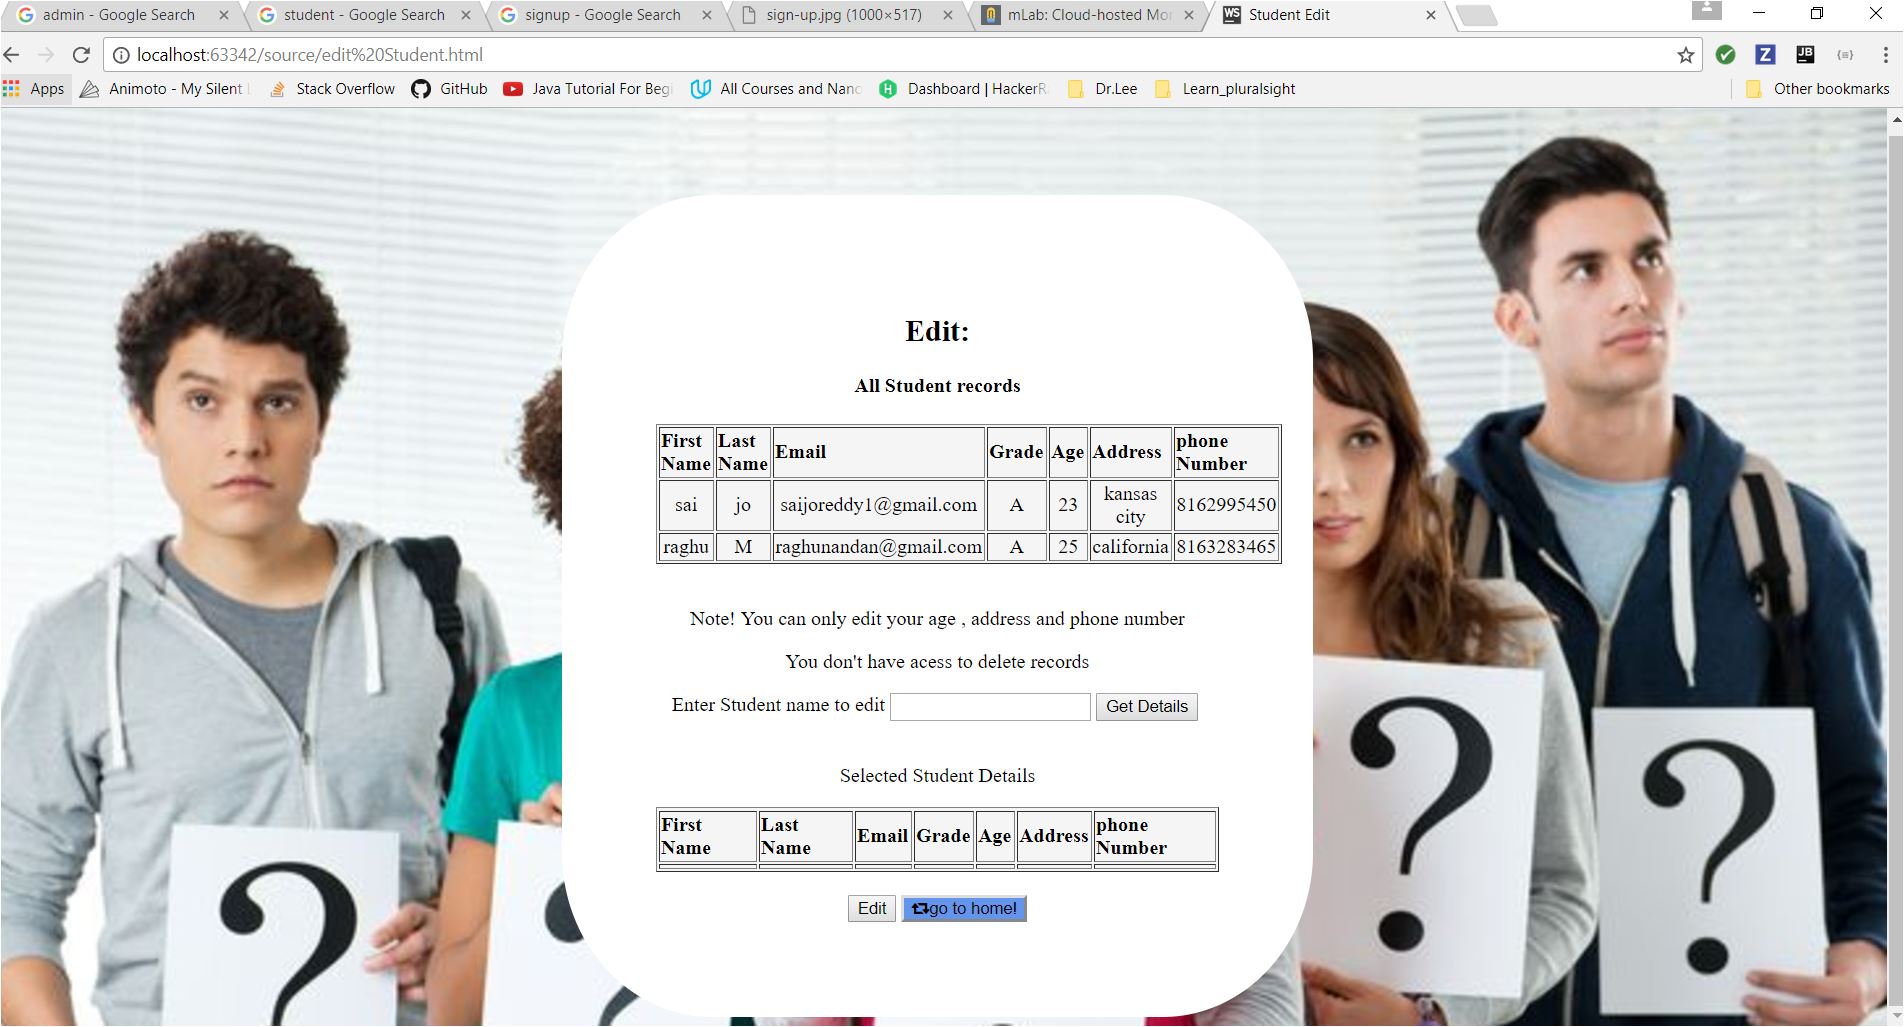 admin - Google Search
student - Google Search
signup - Google Search
sign-up.jpg (1000×517)
mLab: Cloud-hosted Mon
Student Edit
localhost:63342/source/edit%20Student.html
Apps Animoto - My Silent Stack Overflow GitHub Java Tutorial For Begi All Courses and Nano Dashboard | HackerR Dr.Lee Learn_pluralsight Other bookmarks
Edit:
All Student records
First Name Last Name Email Grade Age Address phone Number
sai jo saijoreddy1@gmail.com A 23 kansas city 8162995450
raghu M raghunandan@gmail.com A 25 california 8163283465
Note! You can only edit your age , address and phone number
You don't have acess to delete records
Enter Student name to edit Get Details
Selected Student Details
First Name Last Name Email Grade Age Address phone Number
Edit go to home!
? ? ? ?